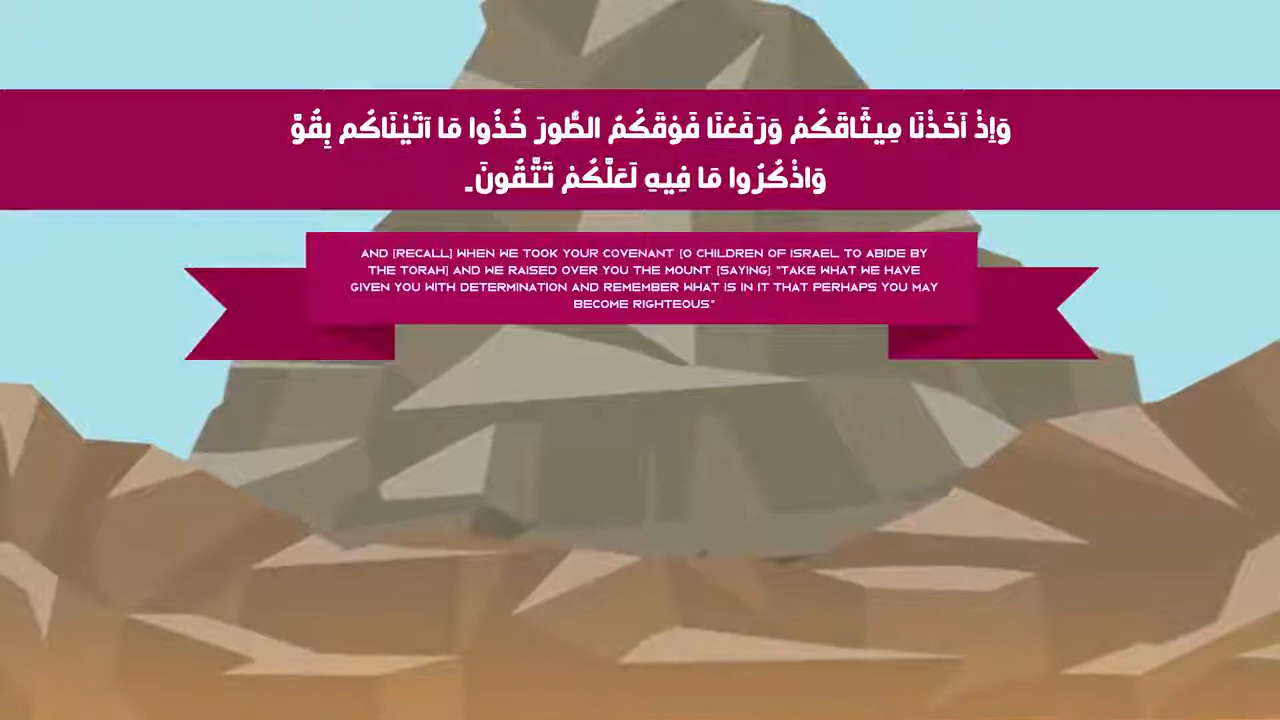 وَإِذْ أَخَذْنَا مِيثَاقَكُمْ وَرَفَعْنَا فَوْقَكُمُ الطُّورَ خُذُوا مَا آتَيْنَاكُم بِقُوَّ
وَاذْكُرُوا مَا فِيهِ لَعَلَّكُمْ تَتَّقُونَ.
AND [RECALL] WHEN WE TOOK YOUR COVENANT [O CHILDREN OF ISRAEL TO ABIDE BY
THE TORAH] AND WE RAISED OVER YOU THE MOUNT. [SAYING]. "TAKE WHAT WE HAVE
GIVEN YOU WITH DETERMINATION AND REMEMBER WHAT IS IN IT THAT PERHAPS YOU MAY
BECOME RIGHTEOUS"